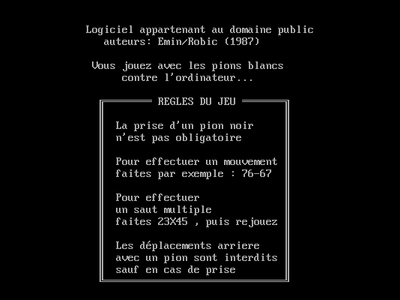 Logiciel appartenant au domaine public
auteurs: Emin/Robic (1987)
Vous jouez avec les pions blancs
contre l'ordinateur...
REGLES DU JEU
La prise d'un pion noir
n'est pas obligatoire
Pour effectuer un mouvement
faites par exemple : 76-67
Pour effectuer
un saut multiple
faites 23X45 , puis rejouez
Les déplacements arriere
avec un pion sont interdits
sauf en cas de prise